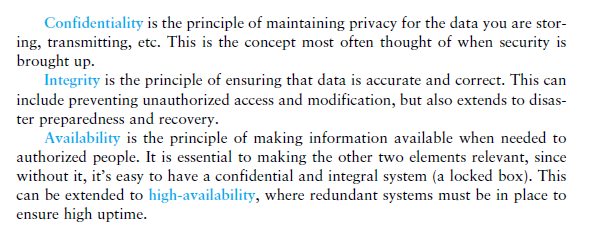 Confidentiality is the principle of maintaining privacy for the data you are stor-
ing, transmitting, etc. This is the concept most often thought of when security is
brought up.
Integrity is the principle of ensuring that data is accurate and correct. This can
include preventing unauthorized access and modification, but also extends to disas-
ter preparedness and recovery.
Availability is the principle of making information available when needed to
authorized people. It is essential to making the other two elements relevant, since
without it, it’s easy to have a confidential and integral system (a locked box). This
can be extended to high-availability, where redundant systems must be in place to
ensure high uptime.